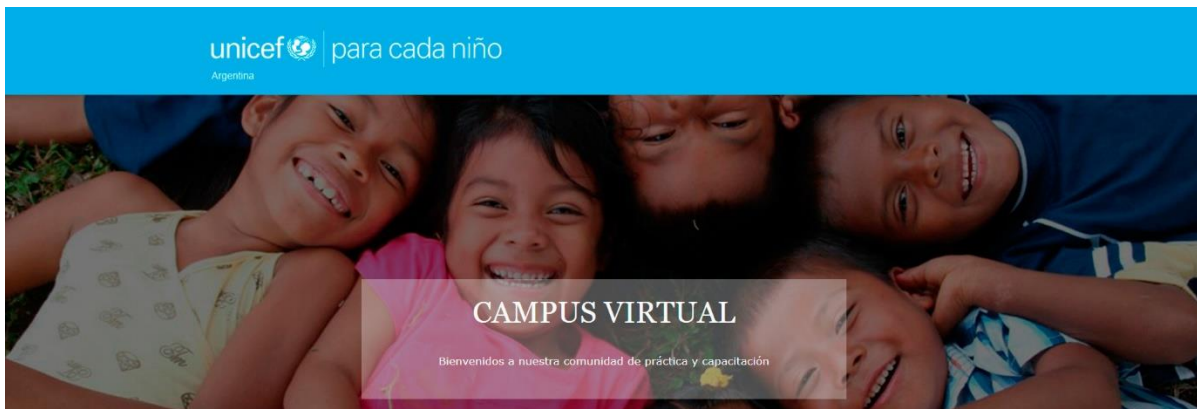 unicef para cada niño
Argentina
CAMPUS VIRTUAL
Bienvenidos a nuestra comunidad de práctica y capacitación